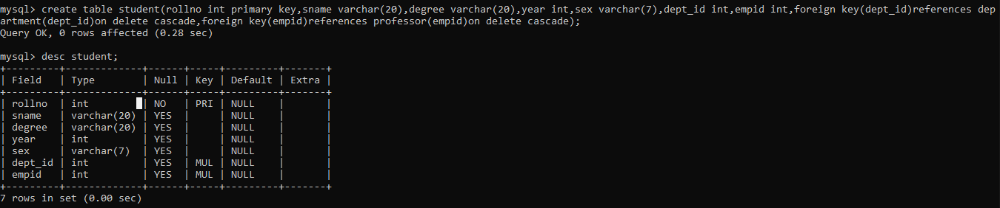 mysql> create table student(rollno int primary key,sname varchar(20),degree varchar(20),year int,sex varchar(7),dept_id int,empid int,foreign key(dept_id)references dep
artment(dept_id)on delete cascade,foreign key(empid)references professor(empid)on delete cascade);
Query OK, 0 rows affected (0.28 sec)
mysql> desc student;
+---------+-------------+------+-----+---------+-------+
| Field   | Type        | Null | Key | Default | Extra |
+---------+-------------+------+-----+---------+-------+
| rollno  | int         | NO   | PRI | NULL    |       |
| sname   | varchar(20) | YES  |     | NULL    |       |
| degree  | varchar(20) | YES  |     | NULL    |       |
| year    | int         | YES  |     | NULL    |       |
| sex     | varchar(7)  | YES  |     | NULL    |       |
| dept_id | int         | YES  | MUL | NULL    |       |
| empid   | int         | YES  | MUL | NULL    |       |
+---------+-------------+------+-----+---------+-------+
7 rows in set (0.00 sec)